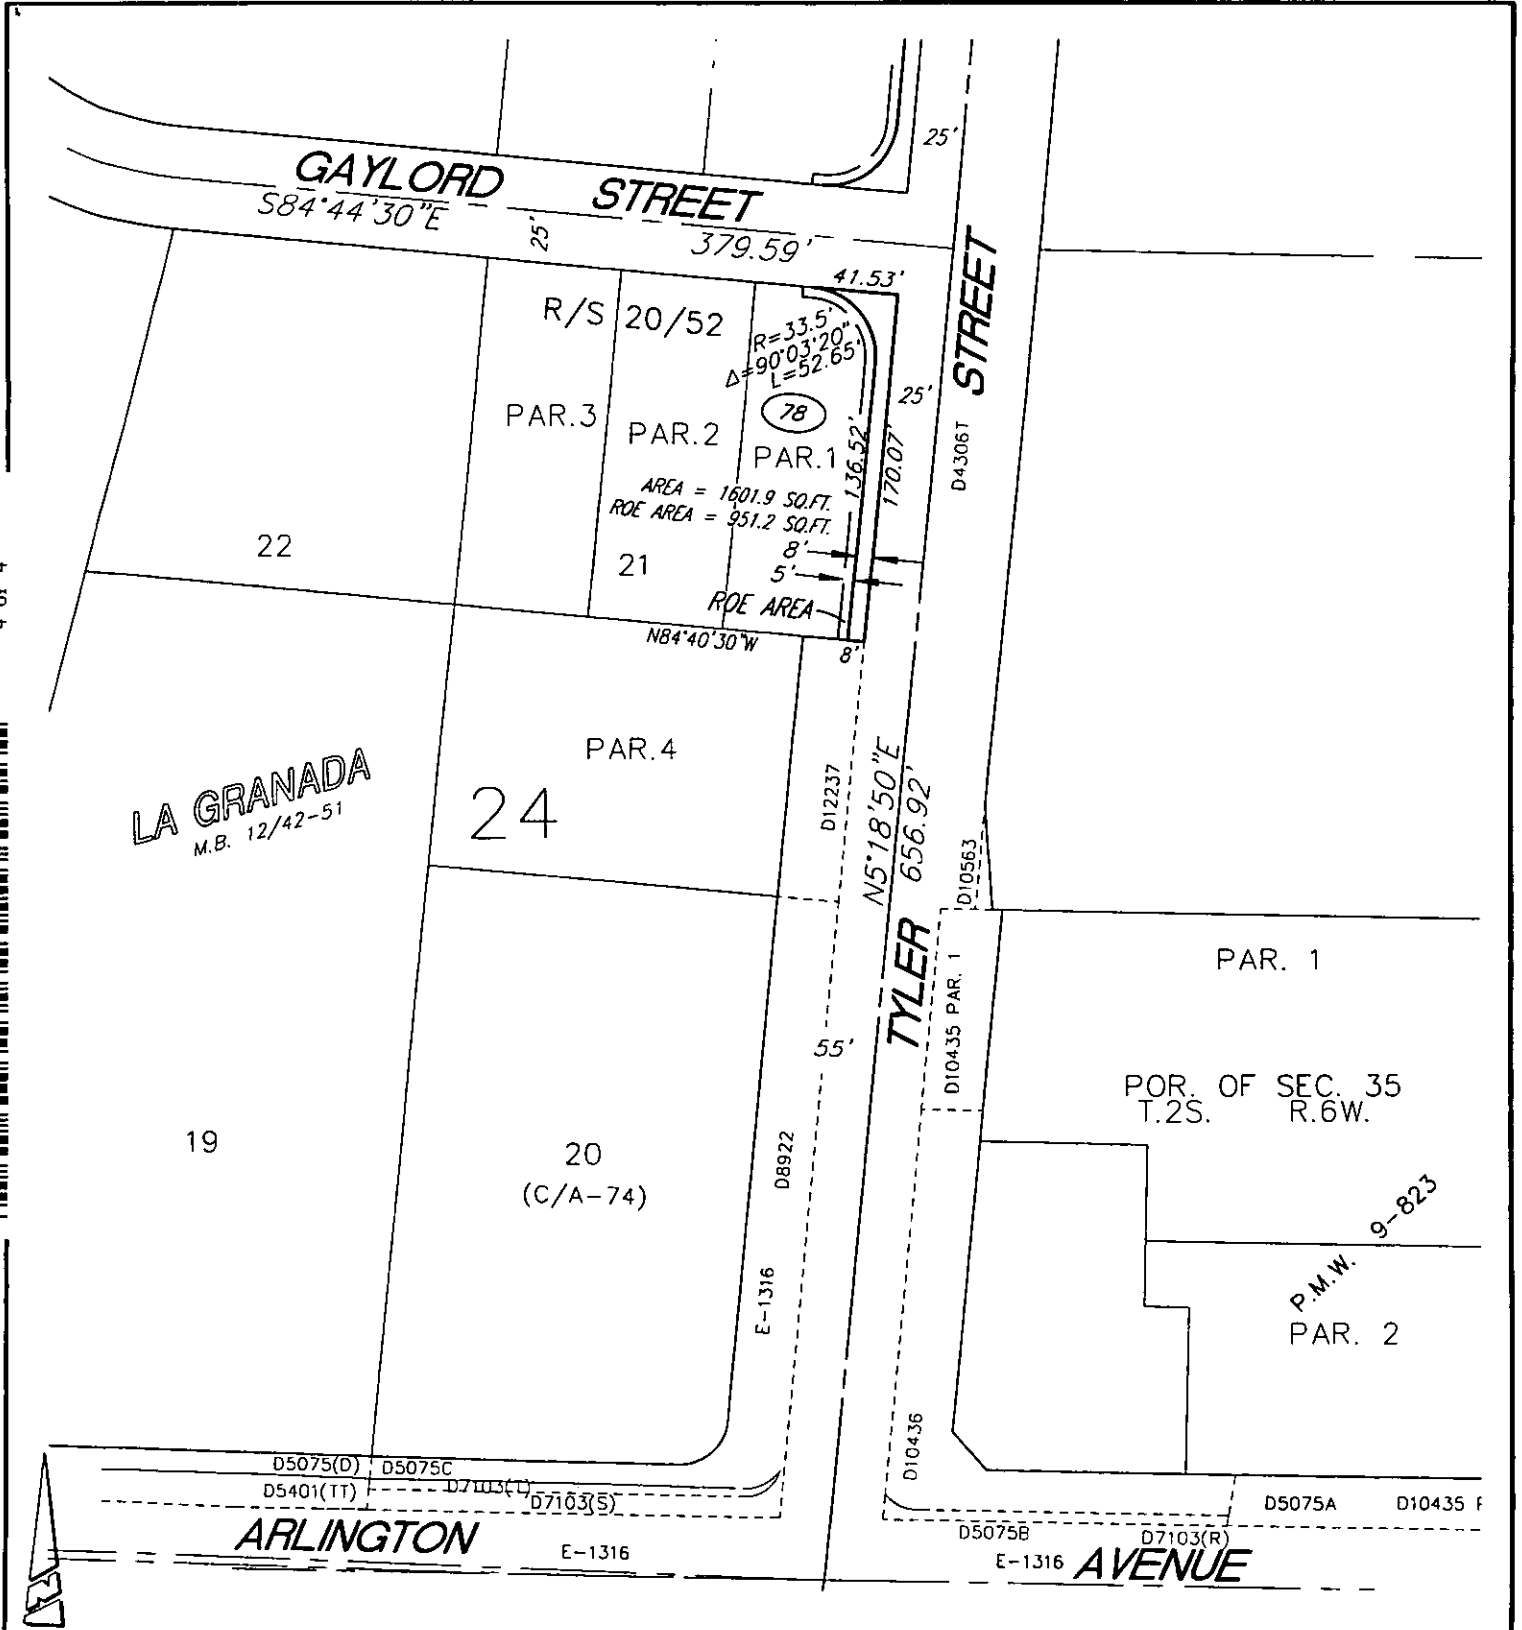 25'
GAYLORD STREET
S84°44'30"E
25'
379.59'
41.53'
STREET
R/S 20/52
R=33.5'
Δ=90°03'20"
L=52.65'
25'
78
PAR.3
PAR.2
PAR.1
136.52'
170.07'
D4306T
AREA = 1601.9 SQ.FT.
ROE AREA = 951.2 SQ.FT.
22
21
8'
5'
ROE AREA
N84°40'30"W
8'
PAR.4
LA GRANADA
M.B. 12/42-51
24
D12237
N5°18'50"E
656.92'
D10563
TYLER
PAR. 1
D10435 PAR. 1
55'
POR. OF SEC. 35
T.2S. R.6W.
19
20
(C/A-74)
D8922
9-823
E-1316
P.M.W.
PAR. 2
D10436
D5075(D) D5075C
D5401(TT) D7103(T)
D7103(S)
D5075A D10435
ARLINGTON
E-1316
D5075B D7103(R)
E-1316 AVENUE
N